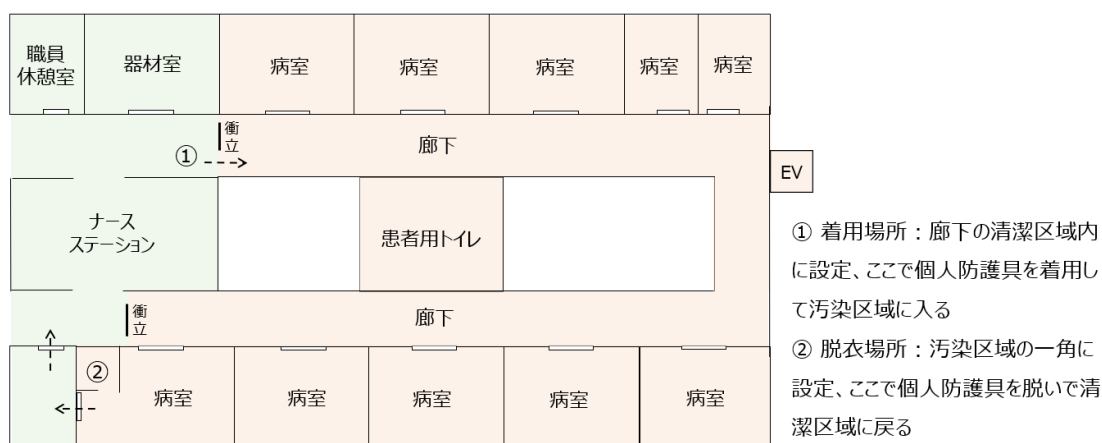 職員
休憩室
器材室
病室
病室
病室
病室
病室
衝
立
①
廊下
EV
ナース
ステーション
患者用トイレ
衝
立
廊下
②
病室
病室
病室
病室
病室
① 着用場所：廊下の清潔区域内
に設定、ここで個人防護具を着用し
て汚染区域に入る
② 脱衣場所：汚染区域の一角に
設定、ここで個人防護具を脱いで清
潔区域に戻る